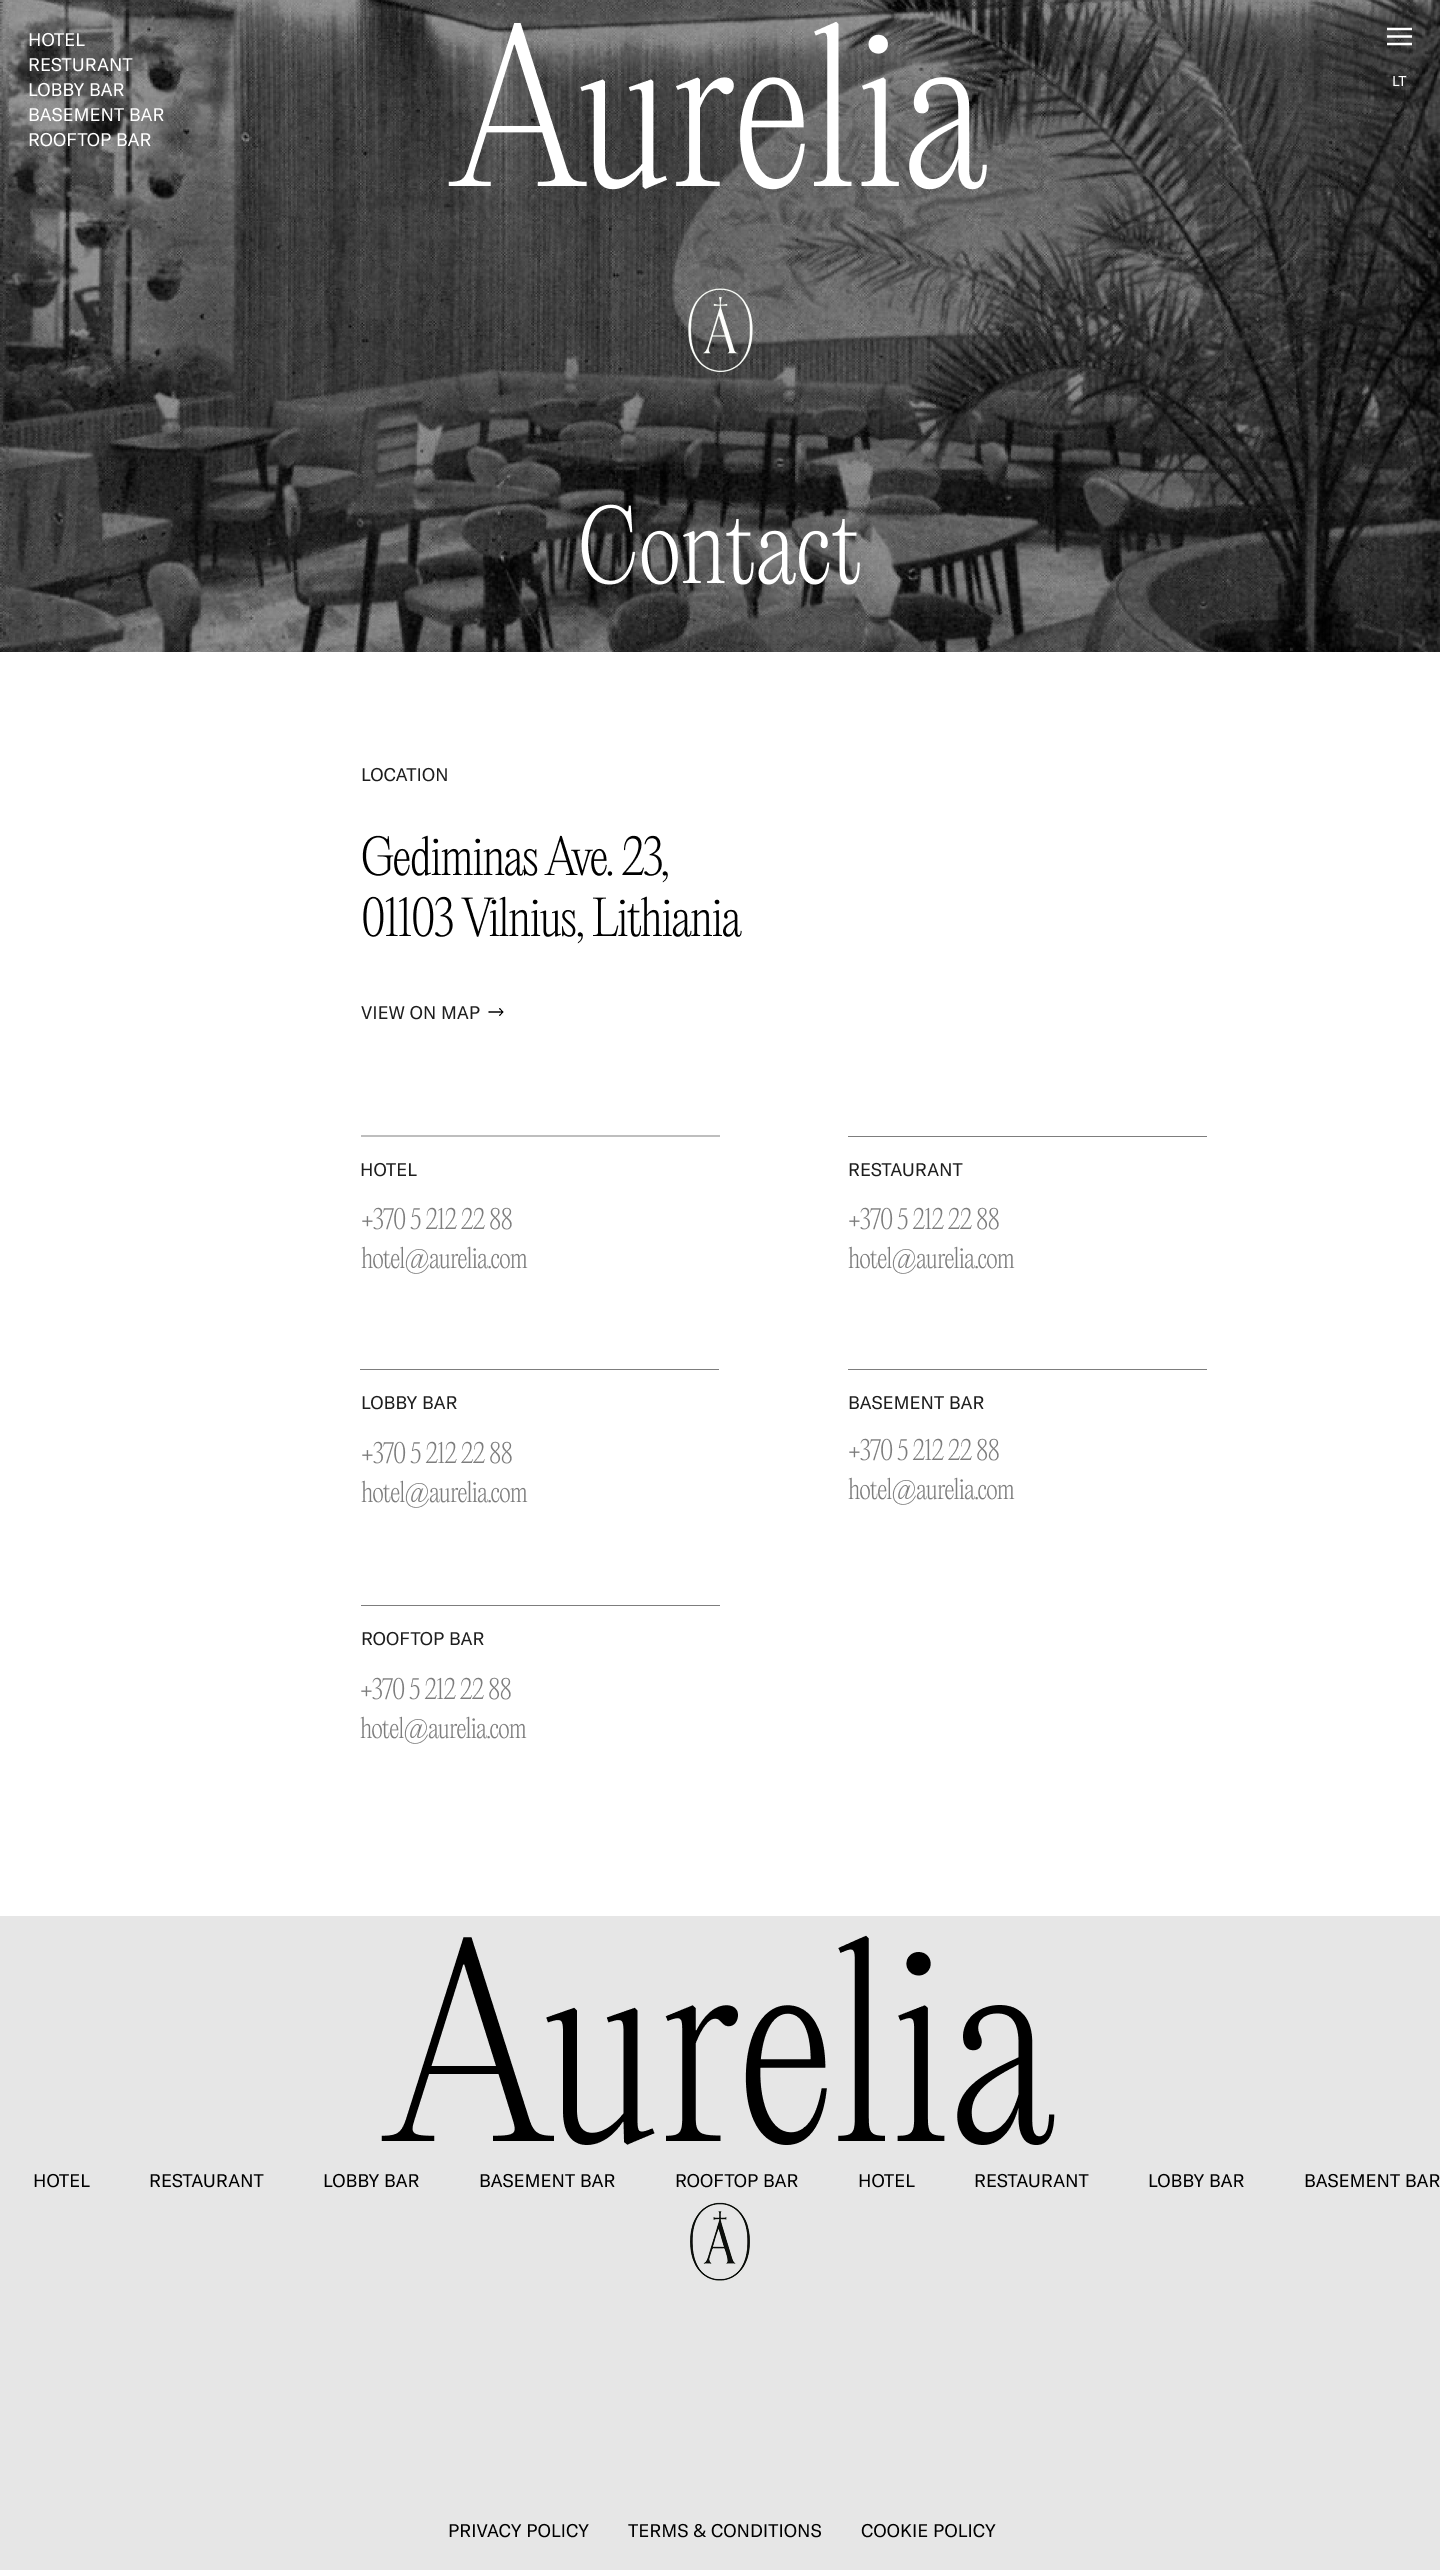 HOTEL
RESTURANT
LOBBY BAR
BASEMENT BAR
ROOFTOP BAR
Aurelia
LT
A
Contact
LOCATION
Gediminas Ave. 23,
01103 Vilnius, Lithiania
VIEW ON MAP →
HOTEL
+370 5 212 22 88
hotel@aurelia.com
RESTAURANT
+370 5 212 22 88
hotel@aurelia.com
LOBBY BAR
+370 5 212 22 88
hotel@aurelia.com
BASEMENT BAR
+370 5 212 22 88
hotel@aurelia.com
ROOFTOP BAR
+370 5 212 22 88
hotel@aurelia.com
Aurelia
HOTEL RESTAURANT LOBBY BAR BASEMENT BAR ROOFTOP BAR HOTEL RESTAURANT LOBBY BAR BASEMENT BAR
A
PRIVACY POLICY TERMS & CONDITIONS COOKIE POLICY